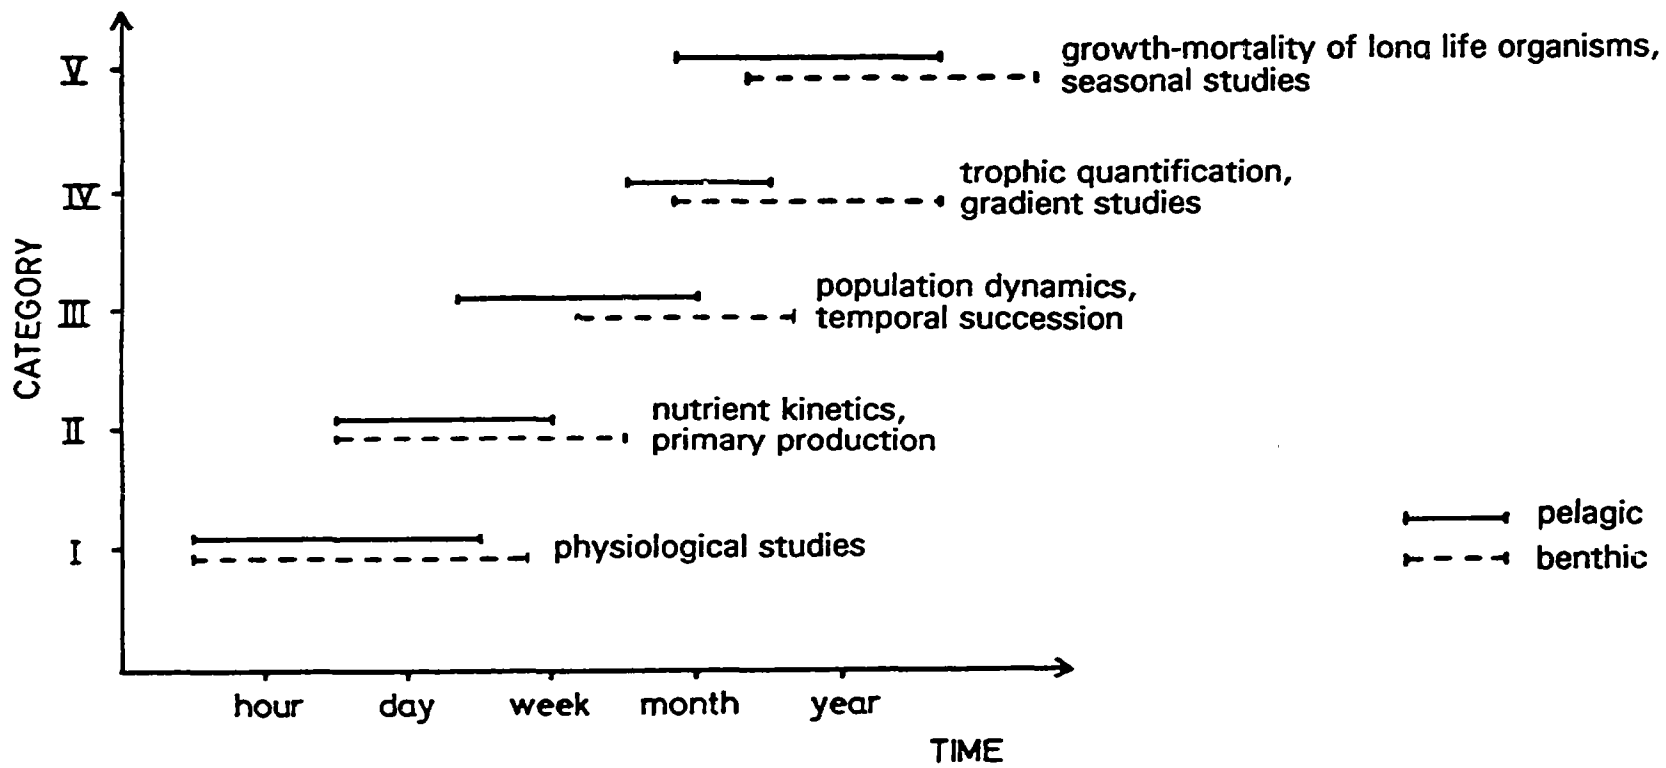 V
growth-mortality of long life organisms,
seasonal studies
IV
trophic quantification,
gradient studies
CATEGORY
III
population dynamics,
temporal succession
II
nutrient kinetics,
primary production
I
physiological studies
pelagic
benthic
hour day week month year
TIME